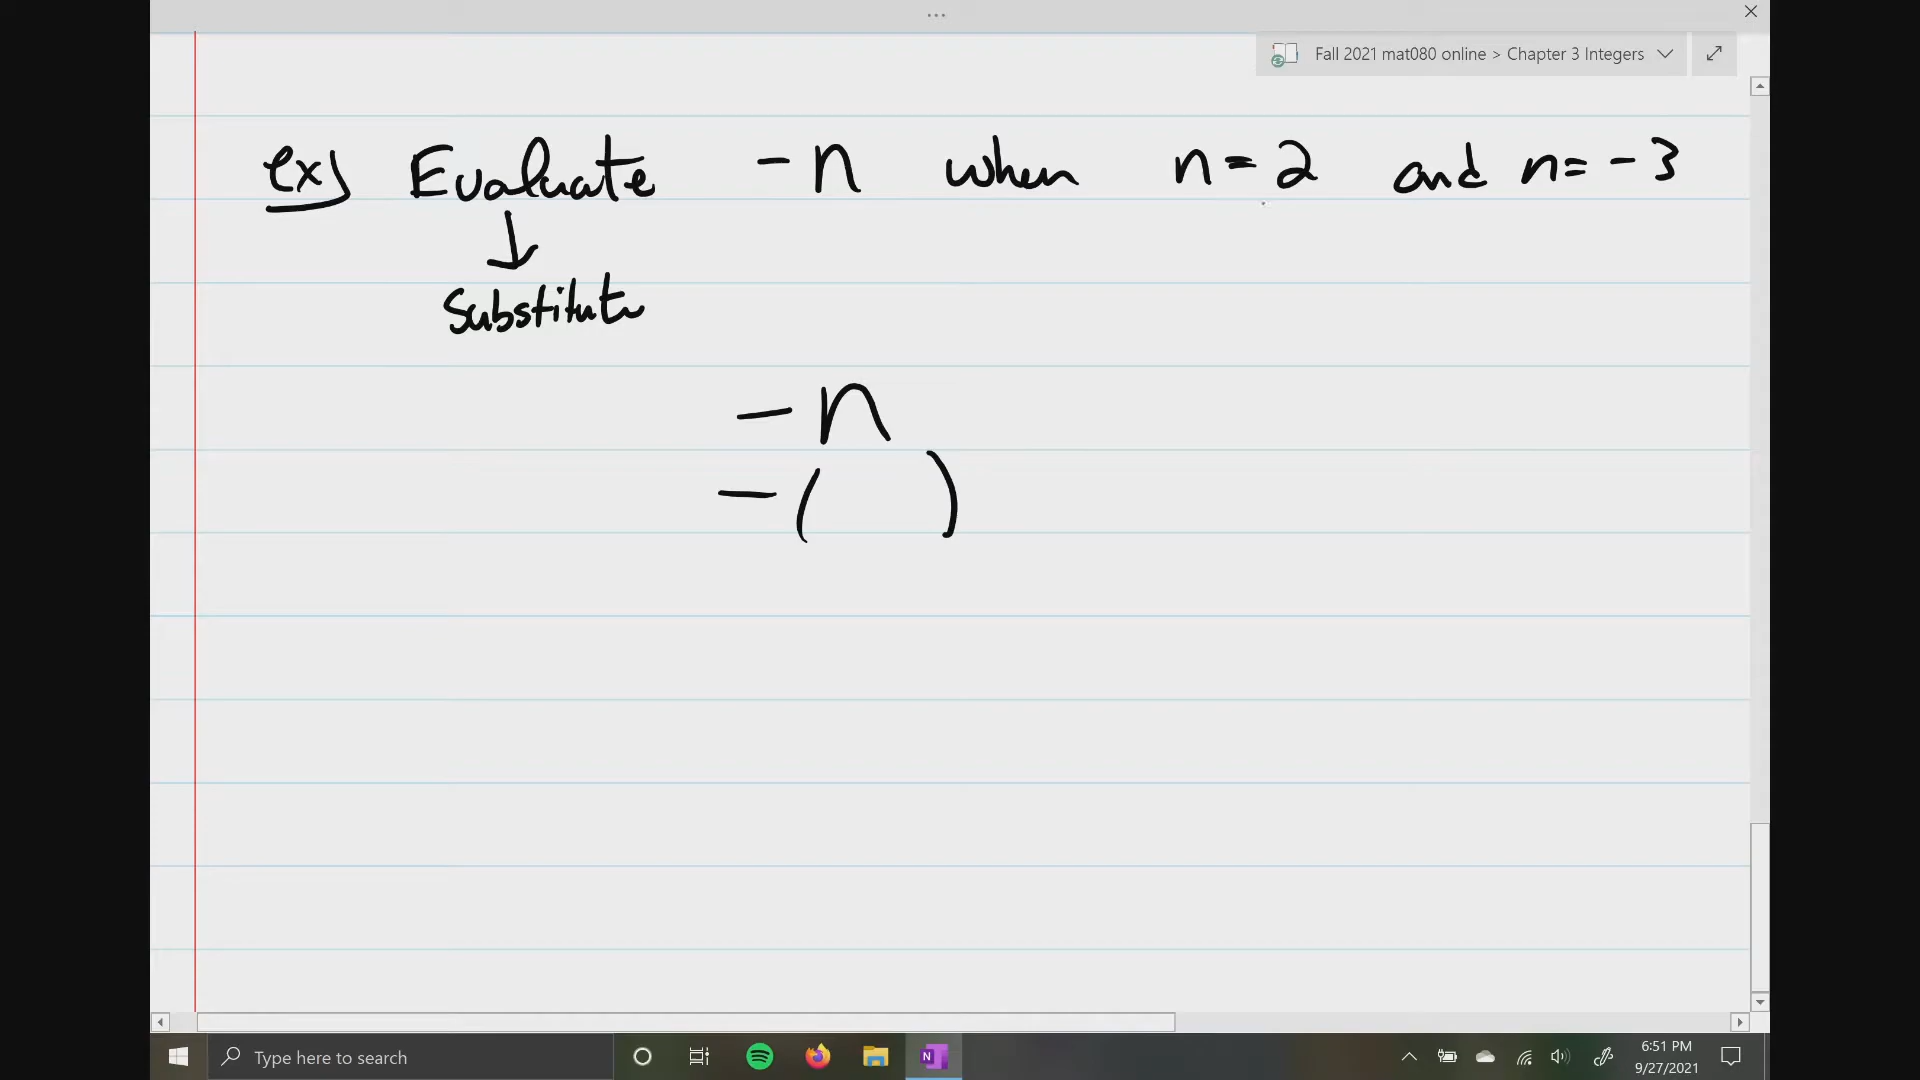 ...
Fall 2021 mat080 online > Chapter 3 Integers
ex) Evaluate -n when n=2 and n=-3
Substitute
-n
-( )
Type here to search
6:51 PM
9/27/2021